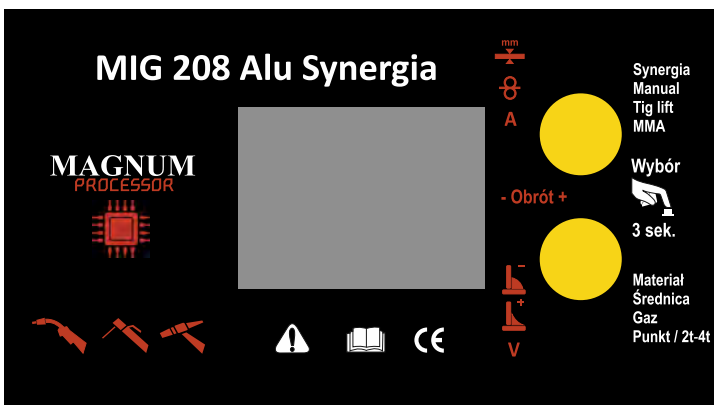 MIG 208 Alu Synergia
MAGNUM
PROCESSOR
mm
A
- Obrót +
- 
+
V
Synergia
Manual
Tig lift
MMA
Wybór
3 sek.
Materiał
Średnica
Gaz
Punkt / 2t-4t
CE